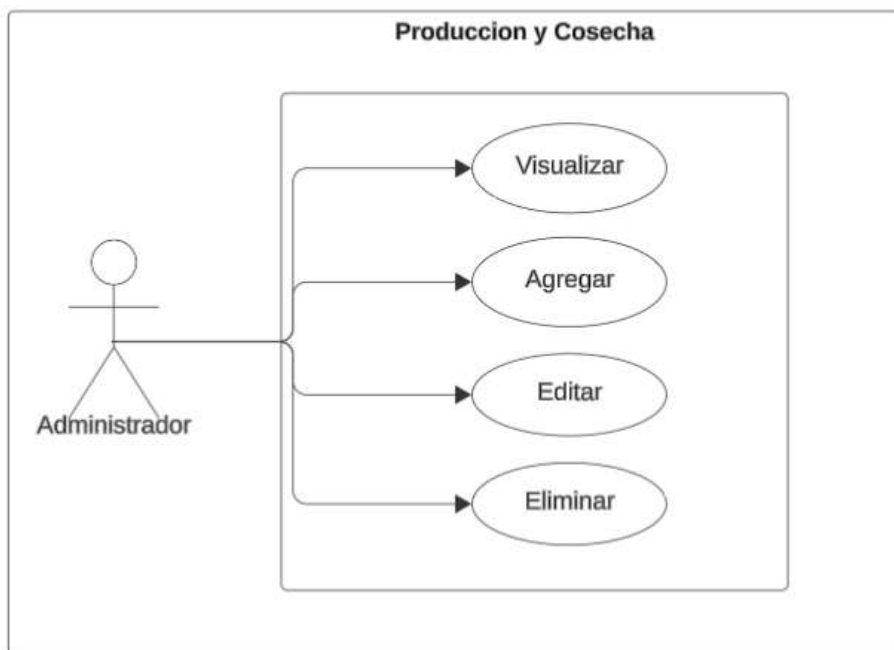 Produccion y Cosecha
Visualizar
Agregar
Editar
Administrador
Eliminar